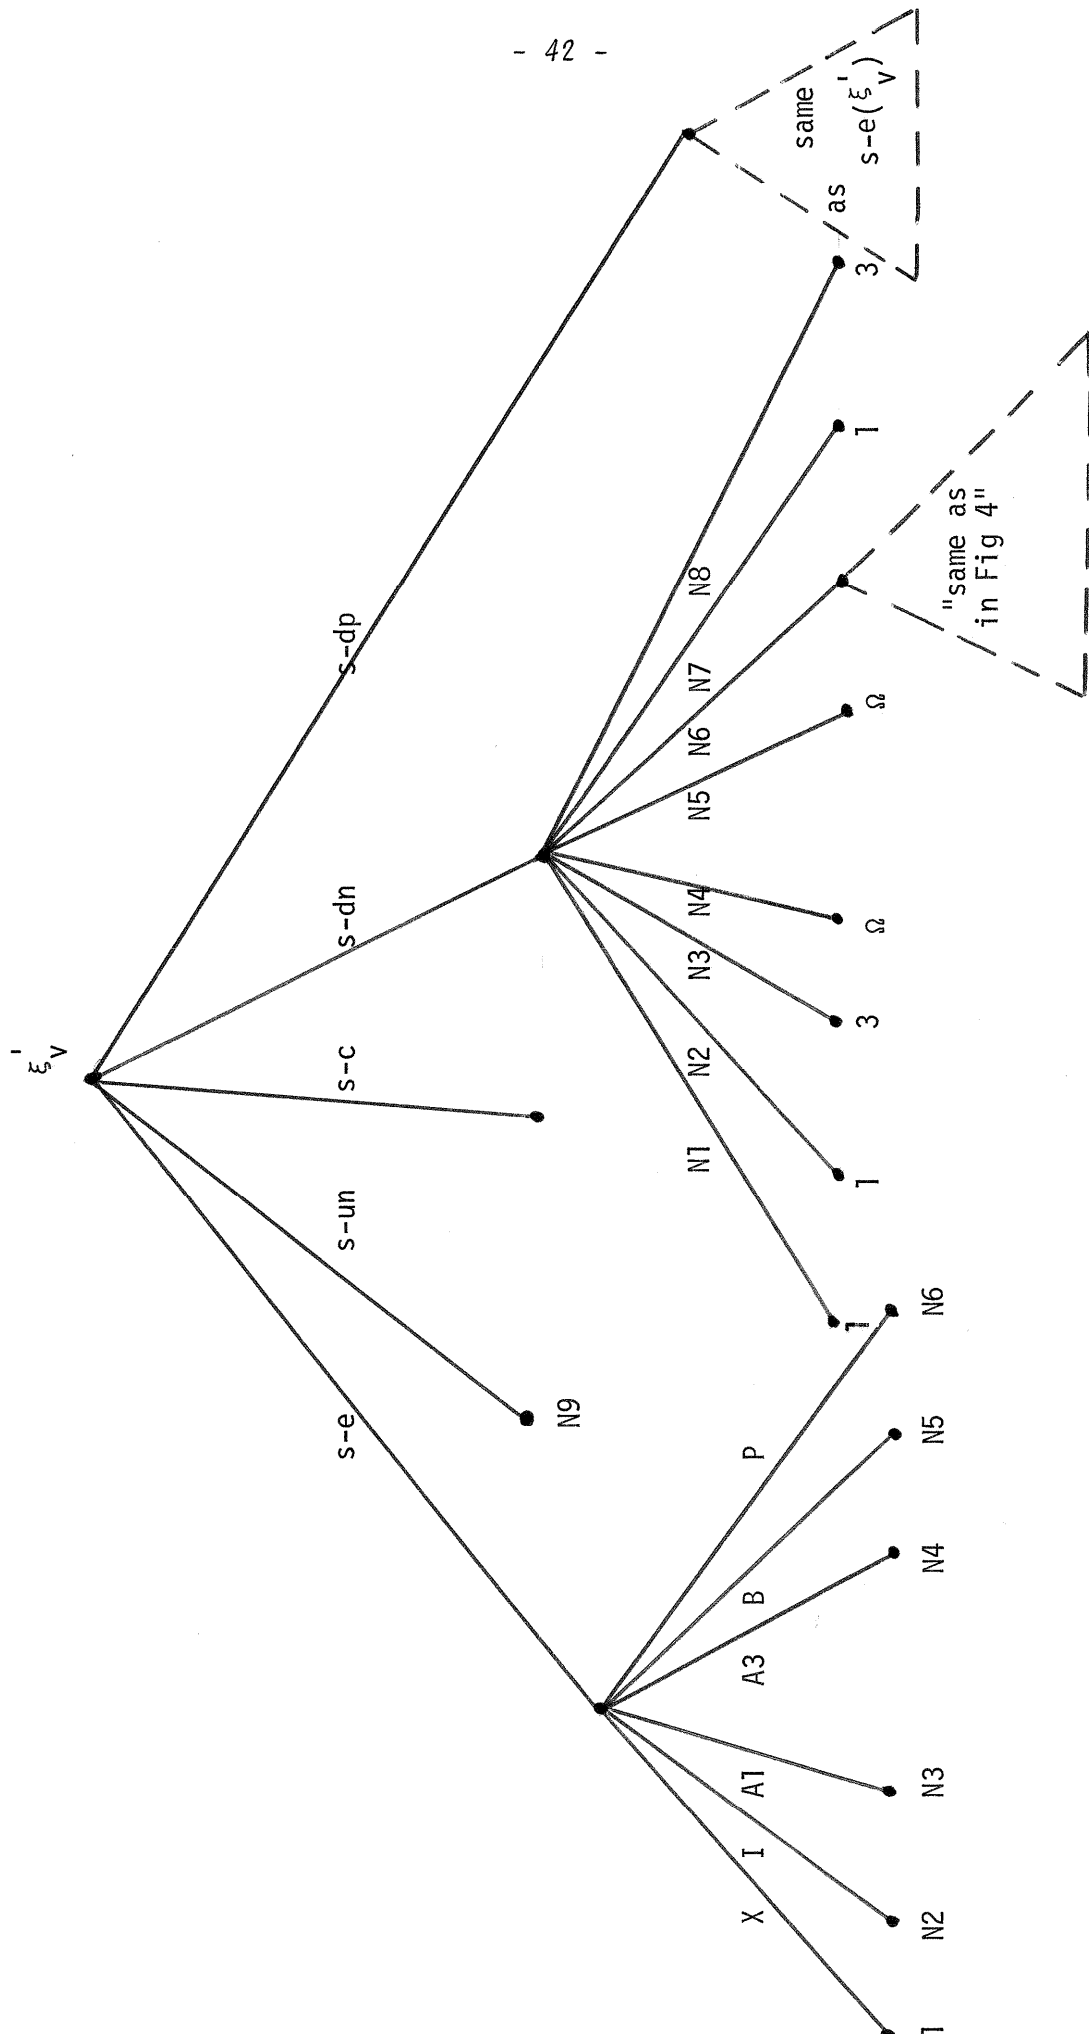 - 42 -
ξ'v
s-e
s-un
s-c
s-dn
s-dp
N9
X
I
A1
A3
B
P
N2
N3
N4
N5
N6
N1
N2
N3
N4
N5
N6
N7
N8
1
1
3
Ω
Ω
1
3
"same as
in Fig 4"
same
as
s-e(ξ'v)